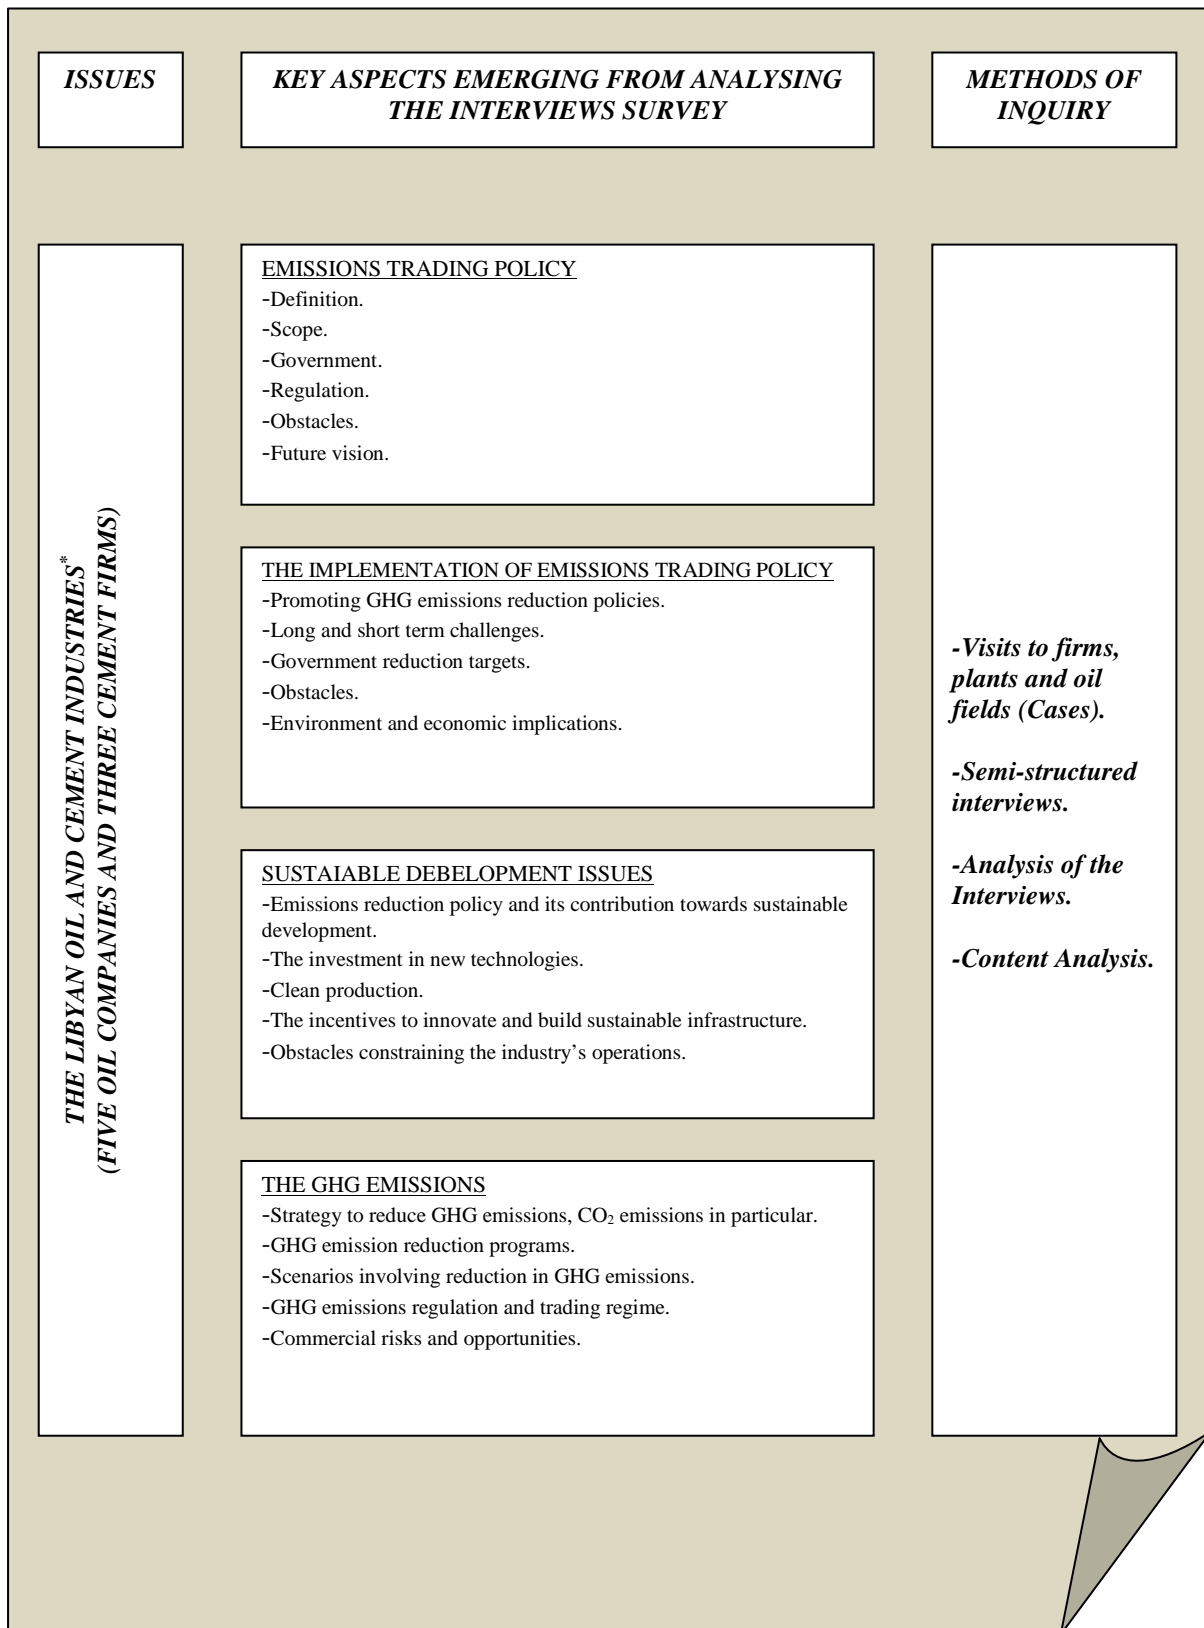 ISSUES
KEY ASPECTS EMERGING FROM ANALYSING
THE INTERVIEWS SURVEY
METHODS OF
INQUIRY
THE LIBYAN OIL AND CEMENT INDUSTRIES*
(FIVE OIL COMPANIES AND THREE CEMENT FIRMS)
EMISSIONS TRADING POLICY
-Definition.
-Scope.
-Government.
-Regulation.
-Obstacles.
-Future vision.
THE IMPLEMENTATION OF EMISSIONS TRADING POLICY
-Promoting GHG emissions reduction policies.
-Long and short term challenges.
-Government reduction targets.
-Obstacles.
-Environment and economic implications.
SUSTAIABLE DEBELOPMENT ISSUES
-Emissions reduction policy and its contribution towards sustainable
development.
-The investment in new technologies.
-Clean production.
-The incentives to innovate and build sustainable infrastructure.
-Obstacles constraining the industry’s operations.
THE GHG EMISSIONS
-Strategy to reduce GHG emissions, CO₂ emissions in particular.
-GHG emission reduction programs.
-Scenarios involving reduction in GHG emissions.
-GHG emissions regulation and trading regime.
-Commercial risks and opportunities.
-Visits to firms,
plants and oil
fields (Cases).
-Semi-structured
interviews.
-Analysis of the
Interviews.
-Content Analysis.